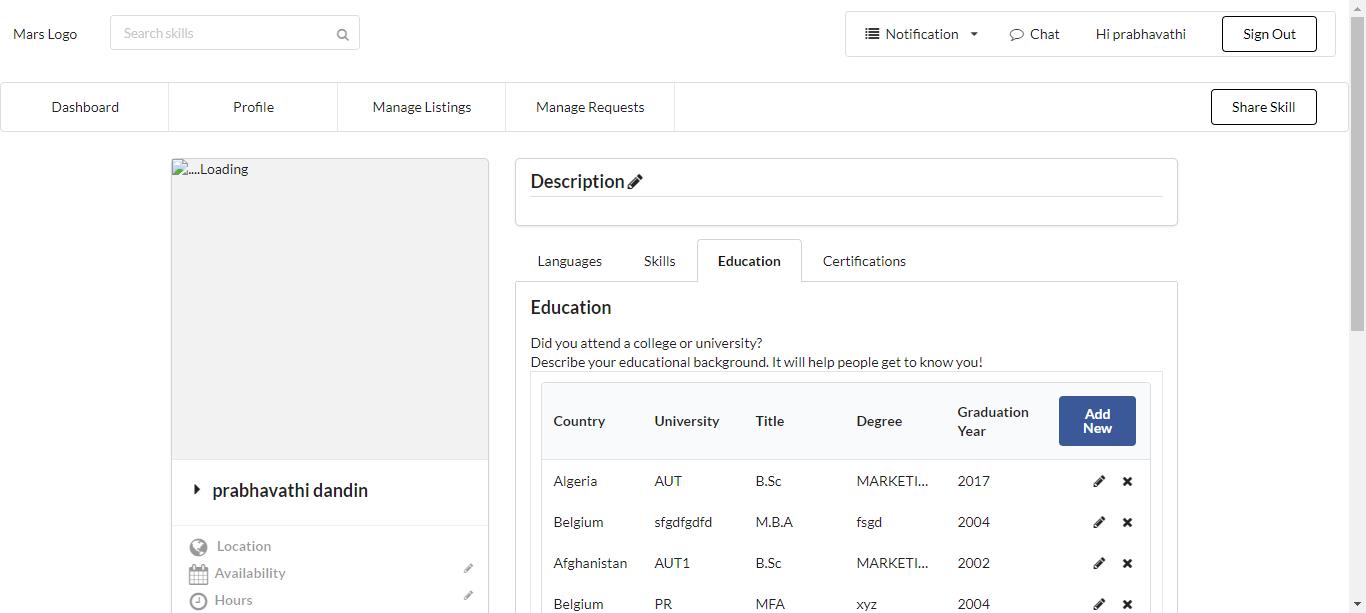 Mars Logo
Search skills
Notification
Chat
Hi prabhavathi
Sign Out
Dashboard
Profile
Manage Listings
Manage Requests
Share Skill
....Loading
prabhavathi dandin
Location
Availability
Hours
Description
Languages
Skills
Education
Certifications
Education
Did you attend a college or university?
Describe your educational background. It will help people get to know you!
Country University Title Degree Graduation Year Add New
Algeria AUT B.Sc MARKETI... 2017
Belgium sfgdfgdfd M.B.A fsgd 2004
Afghanistan AUT1 B.Sc MARKETI... 2002
Belgium PR MFA xyz 2004